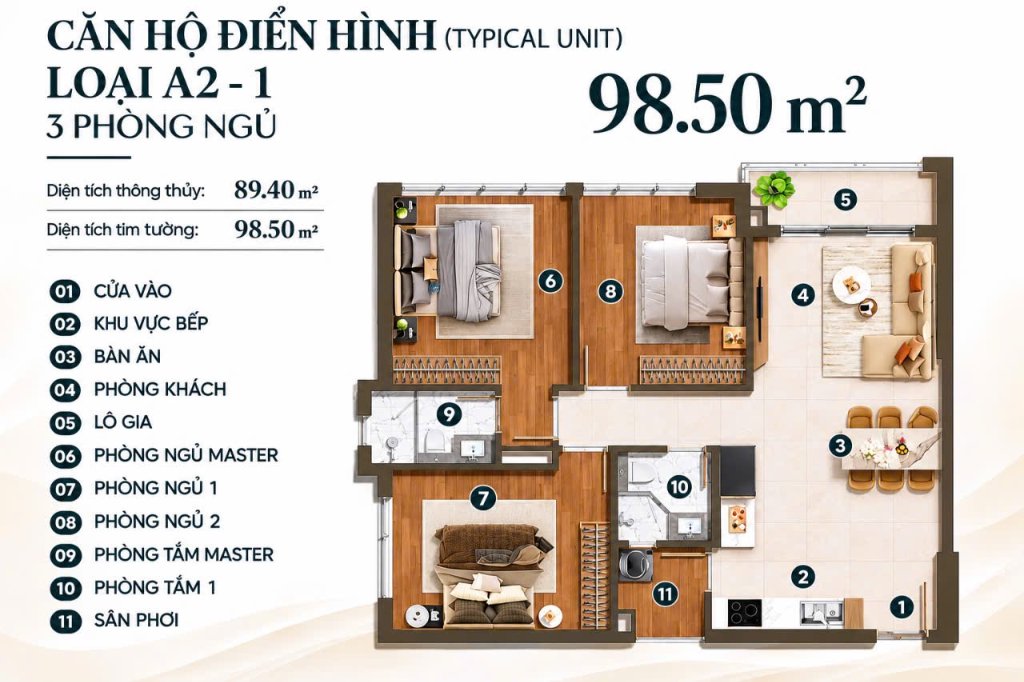 CĂN HỘ ĐIỂN HÌNH (TYPICAL UNIT)
LOẠI A2 - 1
3 PHÒNG NGỦ
98.50 m²
Diện tích thông thủy: 89.40 m²
Diện tích tim tường: 98.50 m²
01 CỬA VÀO
02 KHU VỰC BẾP
03 BÀN ĂN
04 PHÒNG KHÁCH
05 LÔ GIA
06 PHÒNG NGỦ MASTER
07 PHÒNG NGỦ 1
08 PHÒNG NGỦ 2
09 PHÒNG TẮM MASTER
10 PHÒNG TẮM 1
11 SÂN PHƠI
5
6
8
4
9
3
7
10
2
11
1